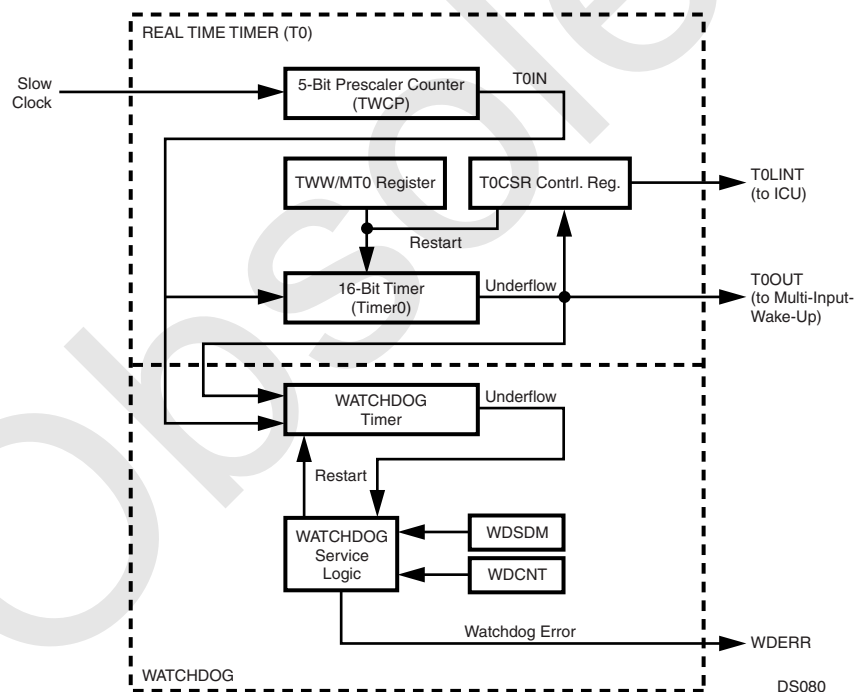 REAL TIME TIMER (T0)
Slow
Clock
5-Bit Prescaler Counter
(TWCP)
T0IN
TWW/MT0 Register
T0CSR Contrl. Reg.
T0LINT
(to ICU)
Restart
16-Bit Timer
(Timer0)
Underflow
T0OUT
(to Multi-Input-
Wake-Up)
WATCHDOG
Timer
Underflow
Restart
WATCHDOG
Service
Logic
WDSDM
WDCNT
Watchdog Error
WDERR
WATCHDOG
DS080
Obsolete